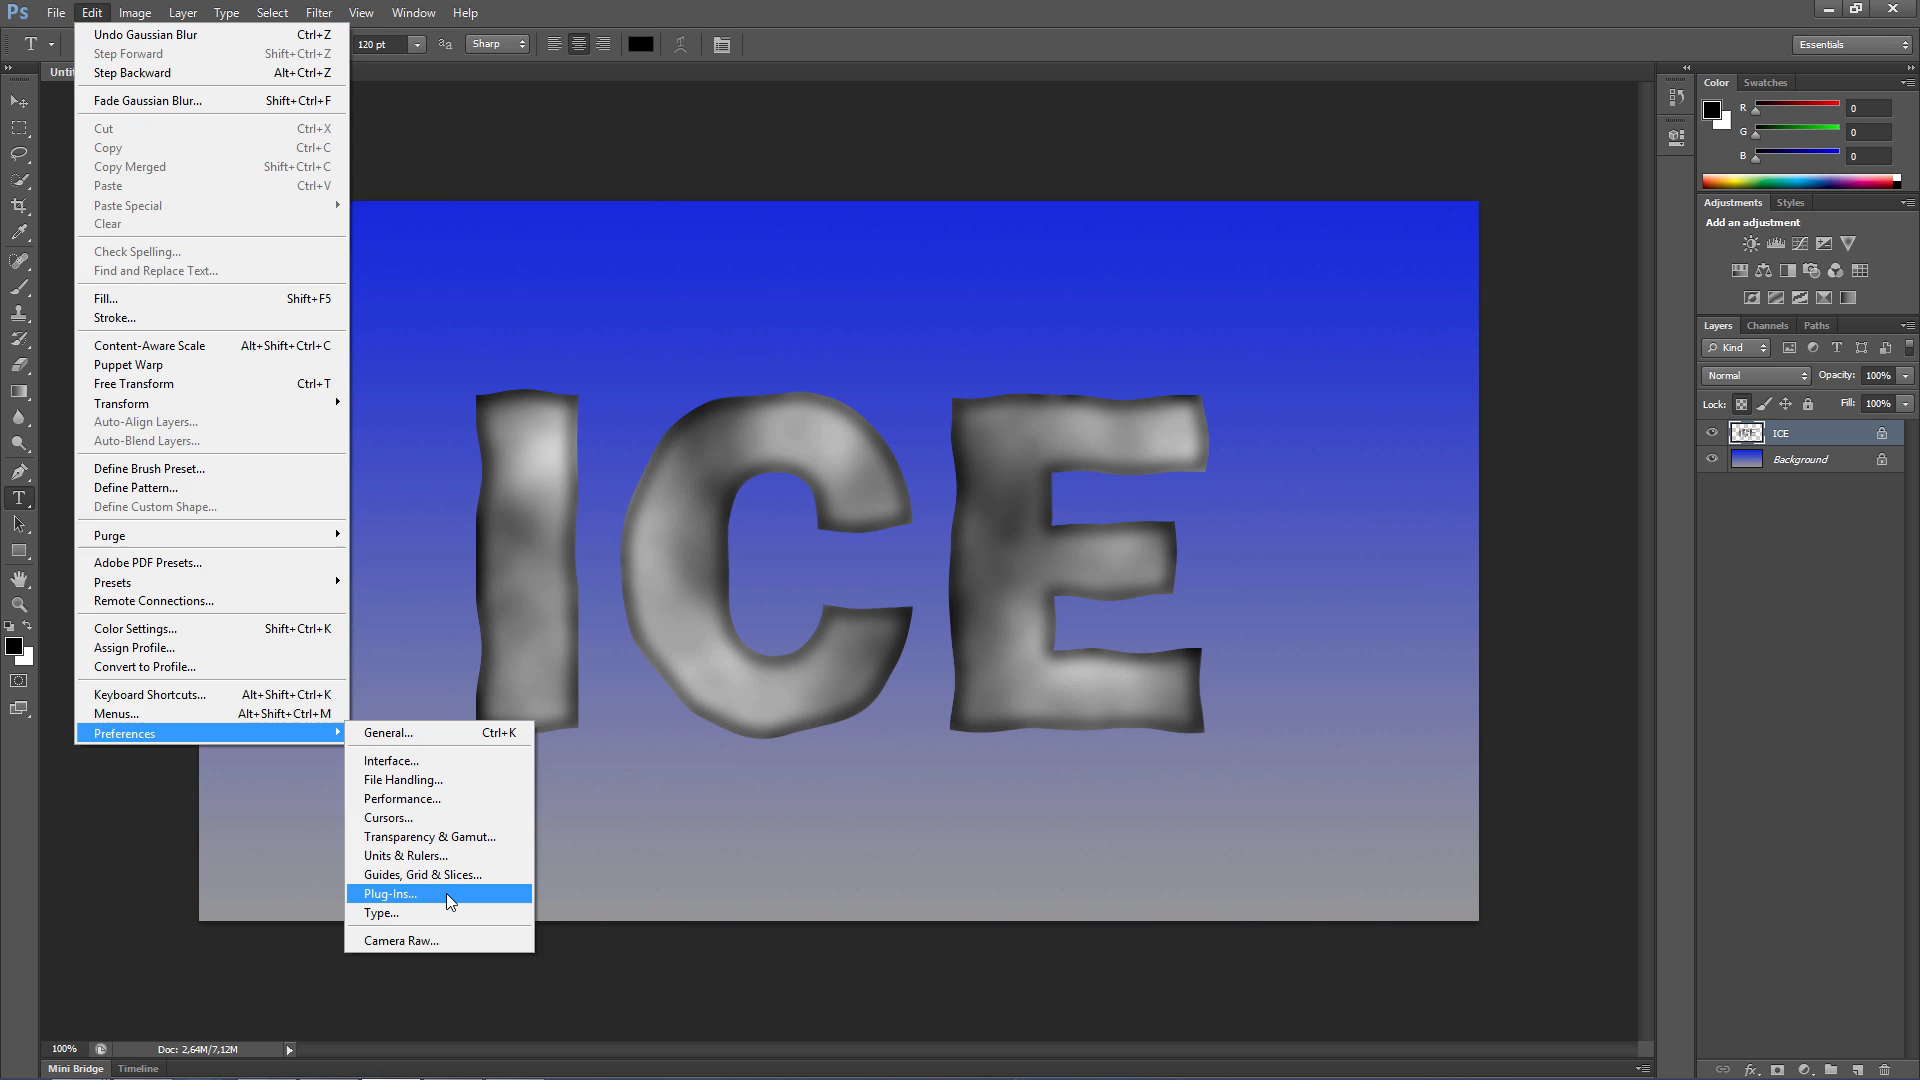 Ps File Edit Image Layer Type Select Filter View Window Help
T 120 pt aa Sharp Essentials
Untit
Undo Gaussian Blur Ctrl+Z
Step Forward Shift+Ctrl+Z
Step Backward Alt+Ctrl+Z
Fade Gaussian Blur... Shift+Ctrl+F
Cut Ctrl+X
Copy Ctrl+C
Copy Merged Shift+Ctrl+C
Paste Ctrl+V
Paste Special
Clear
Check Spelling...
Find and Replace Text...
Fill... Shift+F5
Stroke...
Content-Aware Scale Alt+Shift+Ctrl+C
Puppet Warp
Free Transform Ctrl+T
Transform
Auto-Align Layers...
Auto-Blend Layers...
Define Brush Preset...
Define Pattern...
Define Custom Shape...
Purge
Adobe PDF Presets...
Presets
Remote Connections...
Color Settings... Shift+Ctrl+K
Assign Profile...
Convert to Profile...
Keyboard Shortcuts... Alt+Shift+Ctrl+K
Menus... Alt+Shift+Ctrl+M
Preferences
General... Ctrl+K
Interface...
File Handling...
Performance...
Cursors...
Transparency & Gamut...
Units & Rulers...
Guides, Grid & Slices...
Plug-Ins...
Type...
Camera Raw...
ICE
Color Swatches
R 0
G 0
B 0
Adjustments Styles
Add an adjustment
Layers Channels Paths
Kind T
Normal Opacity: 100%
Lock: Fill: 100%
ICE ICE
Background
fx
100% Doc: 2,64M/7,12M
Mini Bridge Timeline